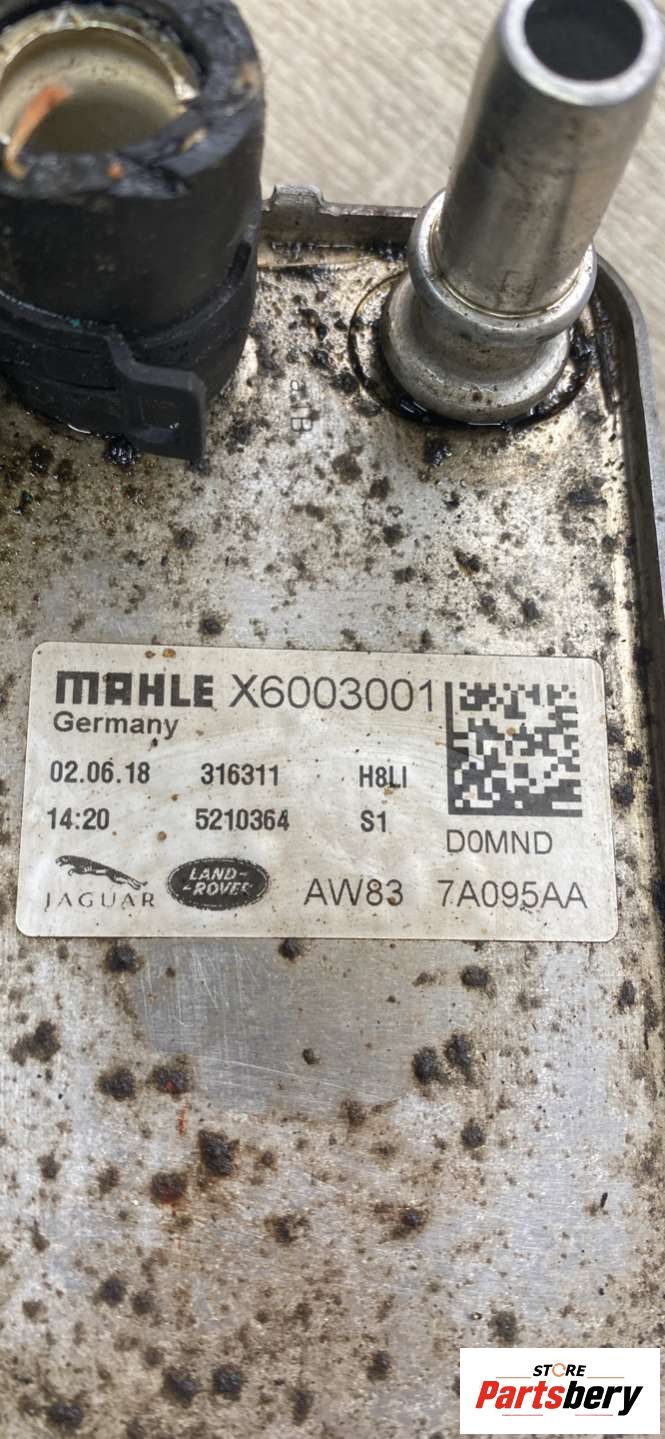 MAHLE X6003001
Germany
02.06.18 316311 H8LI
14:20 5210364 S1
D0MND
JAGUAR LAND-ROVER AW83 7A095AA
STORE
Partsbery